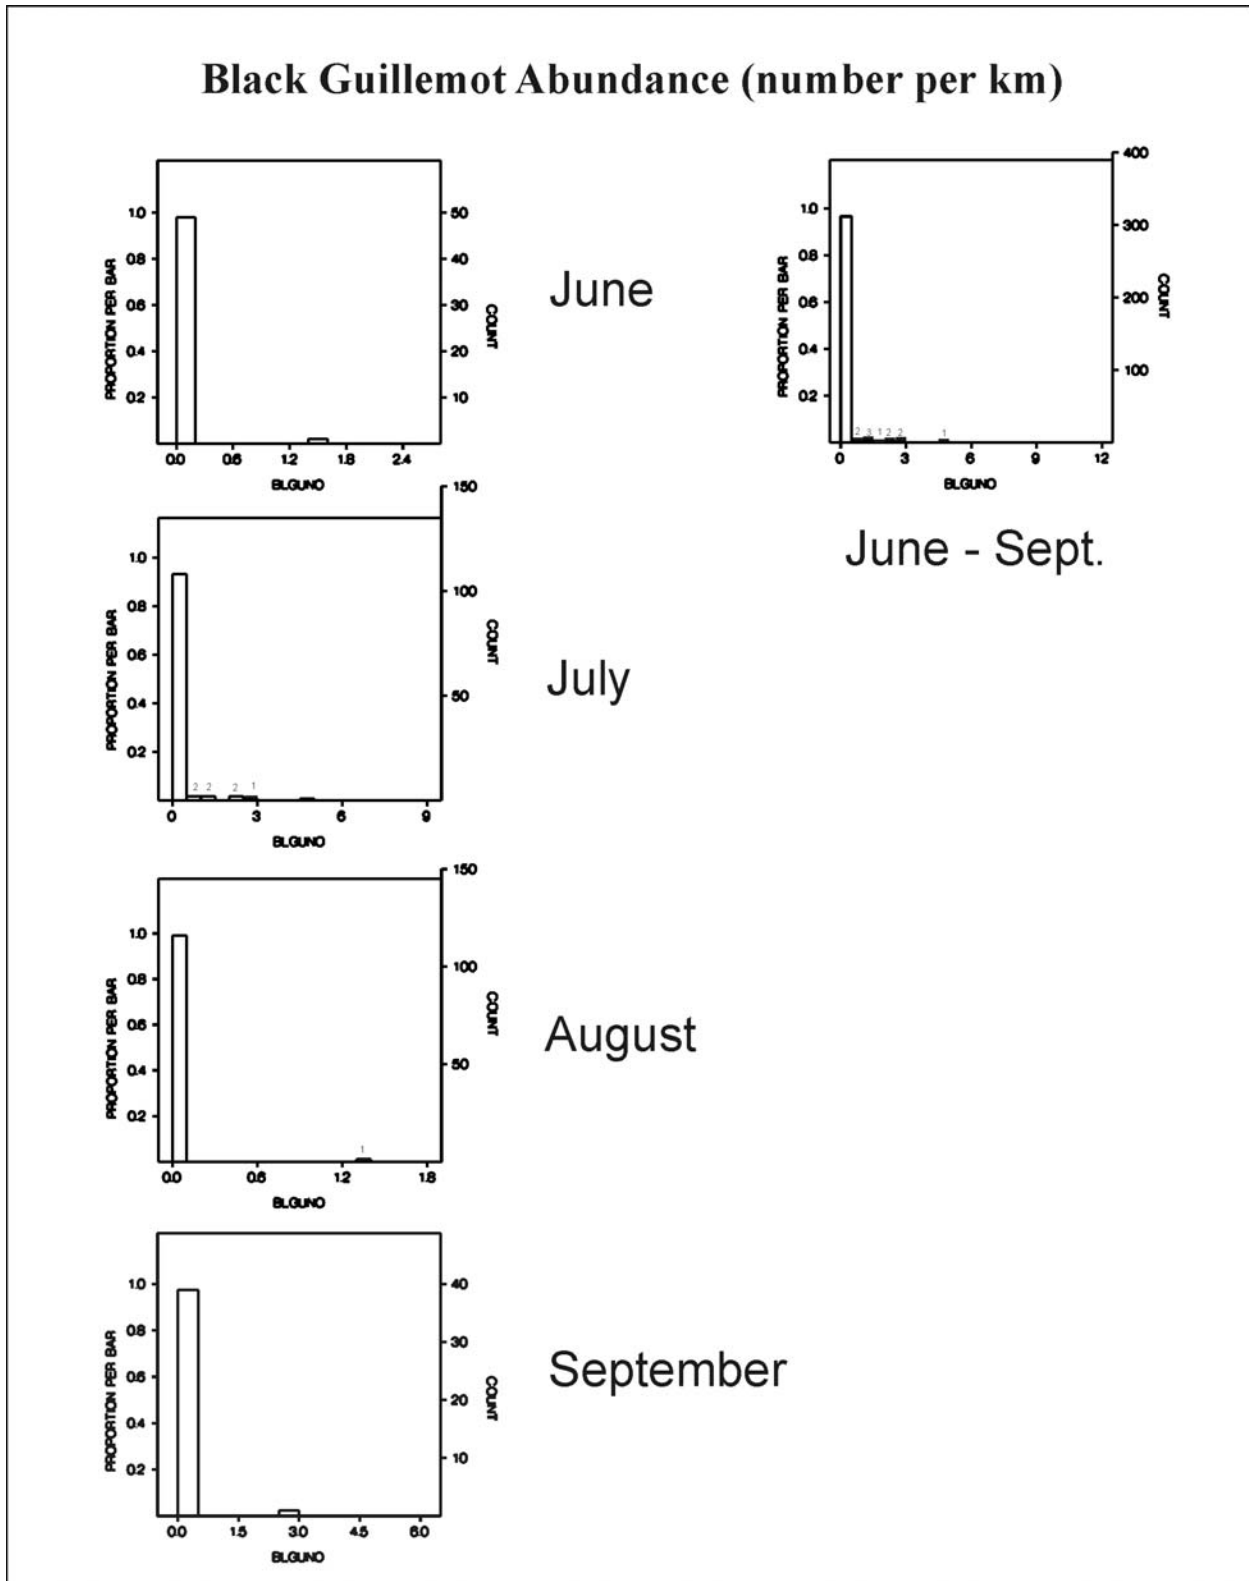 Black Guillemot Abundance (number per km)
PROPORTION PER BAR
1.0
0.8
0.6
0.4
0.2
50
40
30
20
10
COUNT
0.0 0.6 1.2 1.8 2.4
BLGUNO
June
PROPORTION PER BAR
1.0
0.8
0.6
0.4
0.2
400
300
200
100
COUNT
2 3 1 2 2 1
0 3 6 9 12
BLGUNO
June - Sept.
PROPORTION PER BAR
1.0
0.8
0.6
0.4
0.2
150
100
50
COUNT
2 2 2 1
0 3 6 9
BLGUNO
July
PROPORTION PER BAR
1.0
0.8
0.6
0.4
0.2
150
100
50
COUNT
1
0.0 0.6 1.2 1.8
BLGUNO
August
PROPORTION PER BAR
1.0
0.8
0.6
0.4
0.2
40
30
20
10
COUNT
0.0 1.5 3.0 4.5 6.0
BLGUNO
September